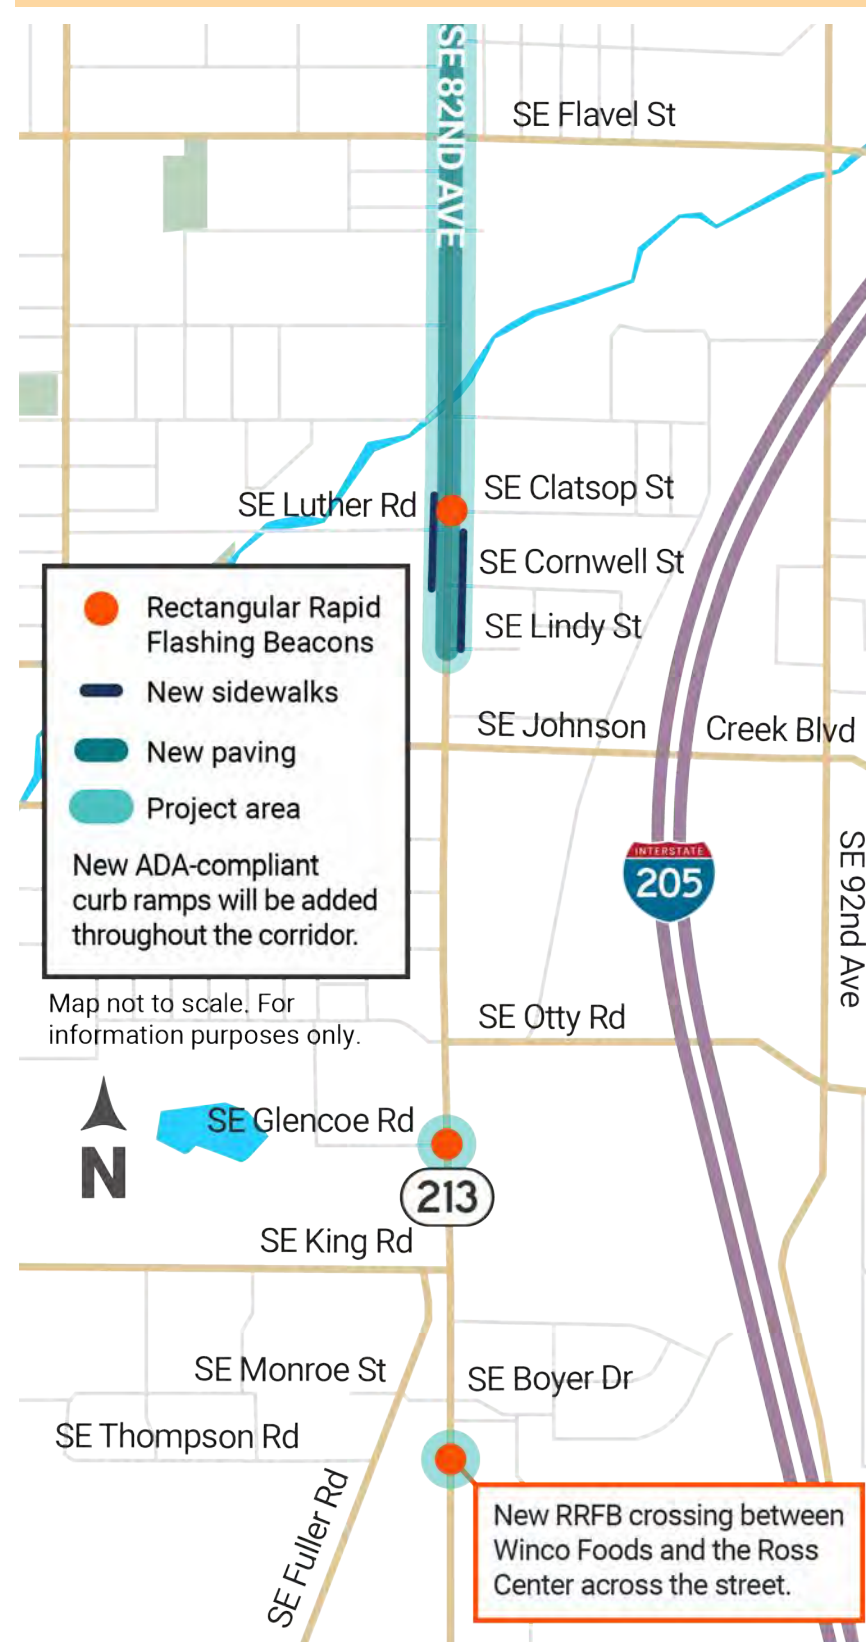 SE 82ND AVE
SE Flavel St
SE Clatsop St
SE Luther Rd
SE Cornwell St
SE Lindy St
Rectangular Rapid
Flashing Beacons
New sidewalks
New paving
Project area
New ADA-compliant
curb ramps will be added
throughout the corridor.
SE Johnson Creek Blvd
INTERSTATE
205
SE 92nd Ave
Map not to scale. For
information purposes only.
SE Otty Rd
N
SE Glencoe Rd
213
SE King Rd
SE Monroe St
SE Boyer Dr
SE Thompson Rd
SE Fuller Rd
New RRFB crossing between
Winco Foods and the Ross
Center across the street.